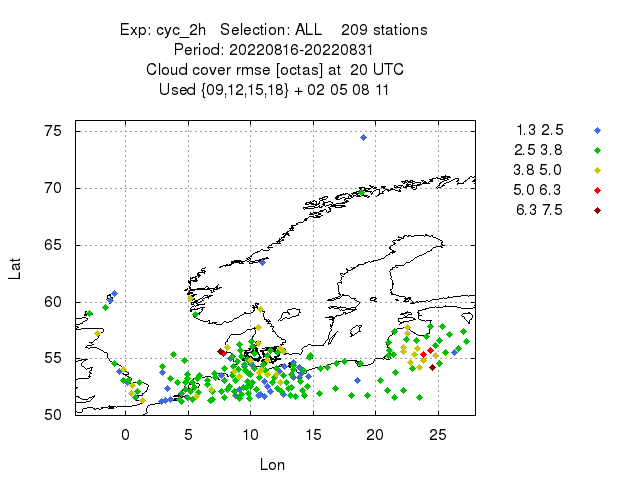 Exp: cyc_2h Selection: ALL 209 stations
Period: 20220816-20220831
Cloud cover rmse [octas] at 20 UTC
Used {09,12,15,18} + 02 05 08 11
75
70
65
60
55
50
Lat
0 5 10 15 20 25
Lon
1.3 2.5
2.5 3.8
3.8 5.0
5.0 6.3
6.3 7.5